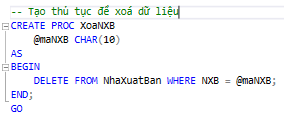 -- Tạo thủ tục để xoá dữ liệu
CREATE PROC XoaNXB
@maNXB CHAR(10)
AS
BEGIN
DELETE FROM NhaXuatBan WHERE NXB = @maNXB;
END;
GO